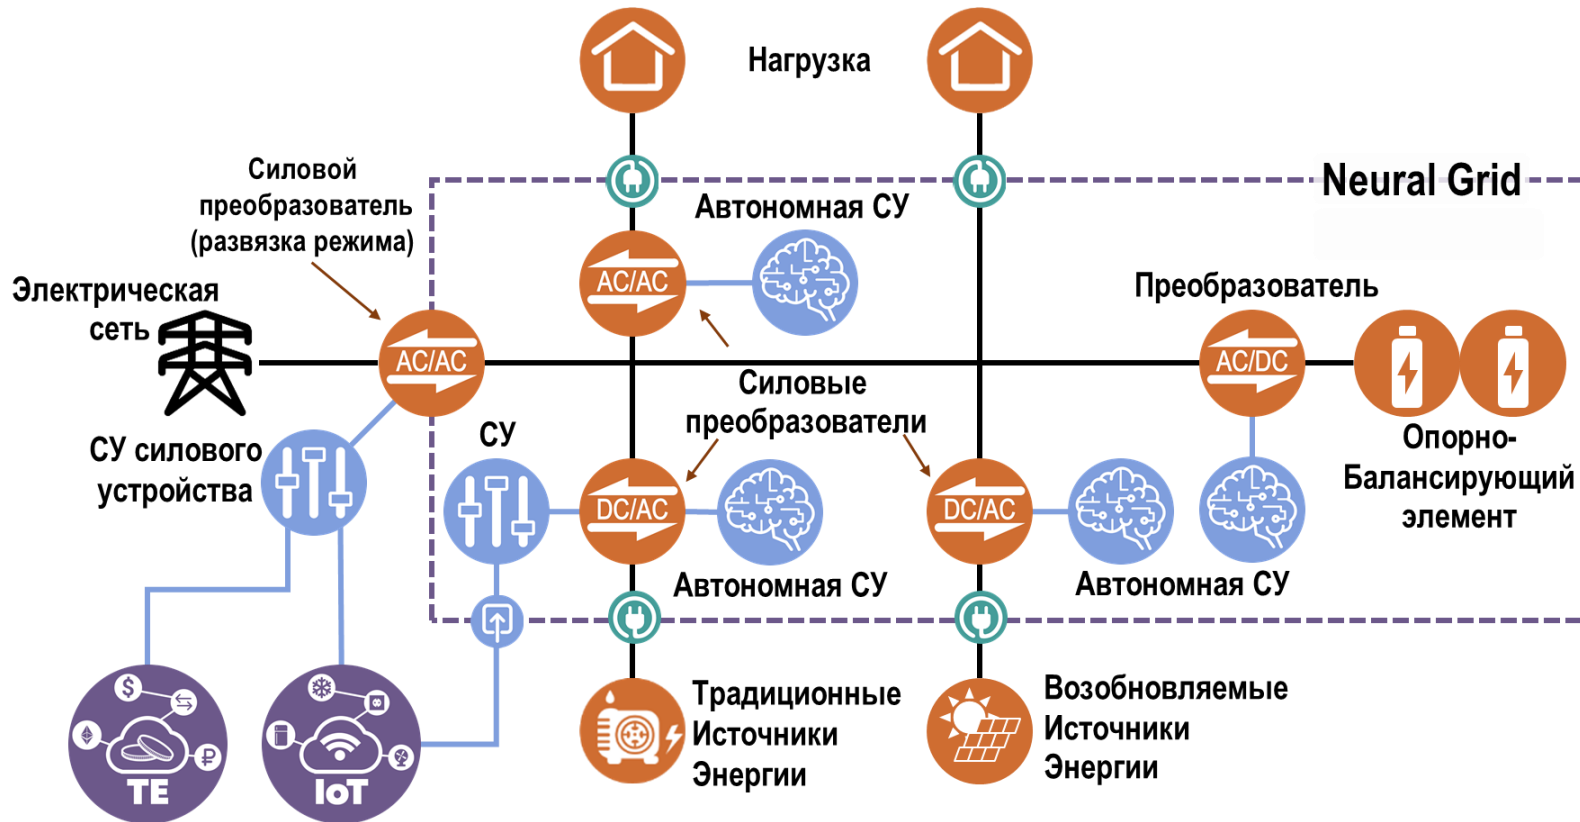 Нагрузка
Силовой
преобразователь
(развязка режима)
Neural Grid
Автономная СУ
AC/AC
Преобразователь
Электрическая
сеть
AC/AC
AC/DC
Силовые
преобразователи
СУ силового
устройства
СУ
Опорно-
Балансирующий
элемент
DC/AC
DC/AC
Автономная СУ
Автономная СУ
Традиционные
Источники
Энергии
Возобновляемые
Источники
Энергии
$
₽
TE
IoT